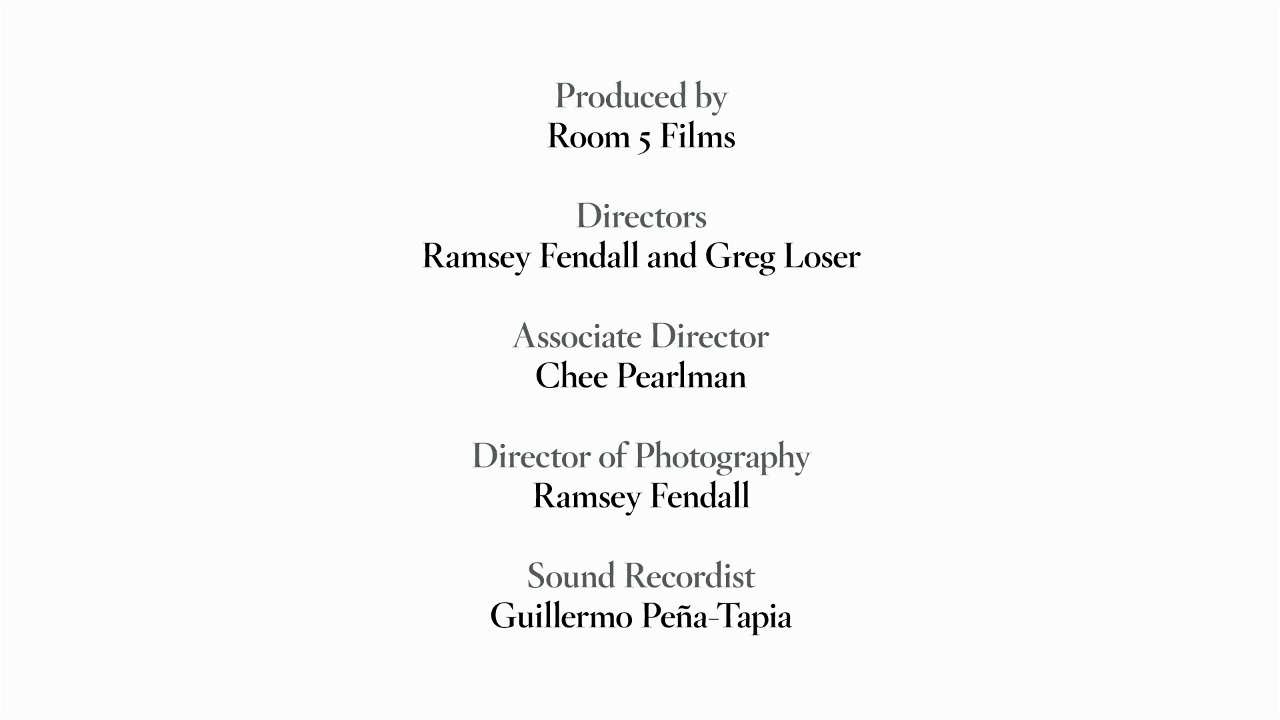 Produced by
Room 5 Films
Directors
Ramsey Fendall and Greg Loser
Associate Director
Chee Pearlman
Director of Photography
Ramsey Fendall
Sound Recordist
Guillermo Peña-Tapia